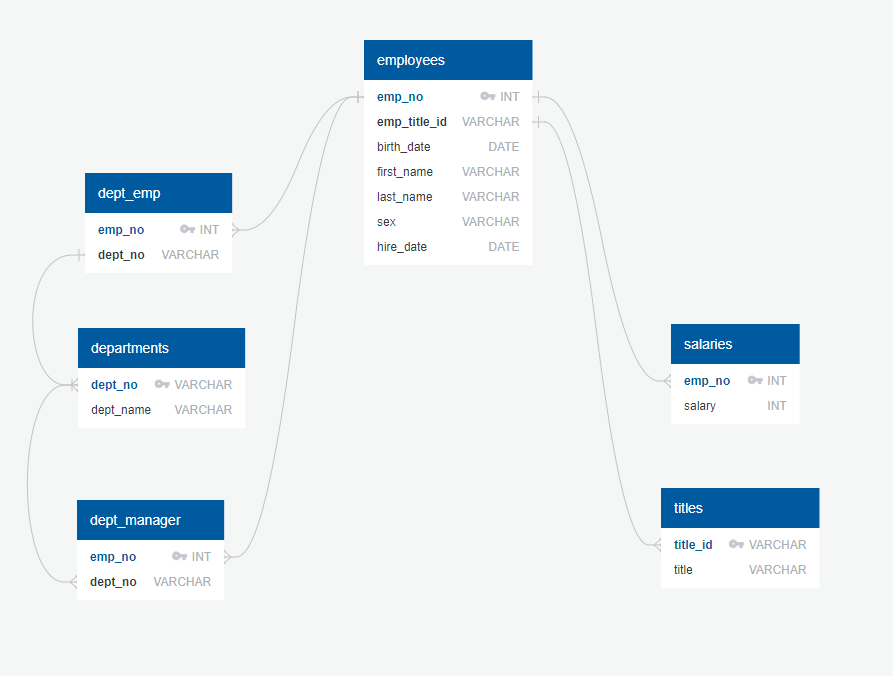 employees
emp_no INT
emp_title_id VARCHAR
birth_date DATE
first_name VARCHAR
last_name VARCHAR
sex VARCHAR
hire_date DATE
dept_emp
emp_no INT
dept_no VARCHAR
departments
dept_no VARCHAR
dept_name VARCHAR
dept_manager
emp_no INT
dept_no VARCHAR
salaries
emp_no INT
salary INT
titles
title_id VARCHAR
title VARCHAR